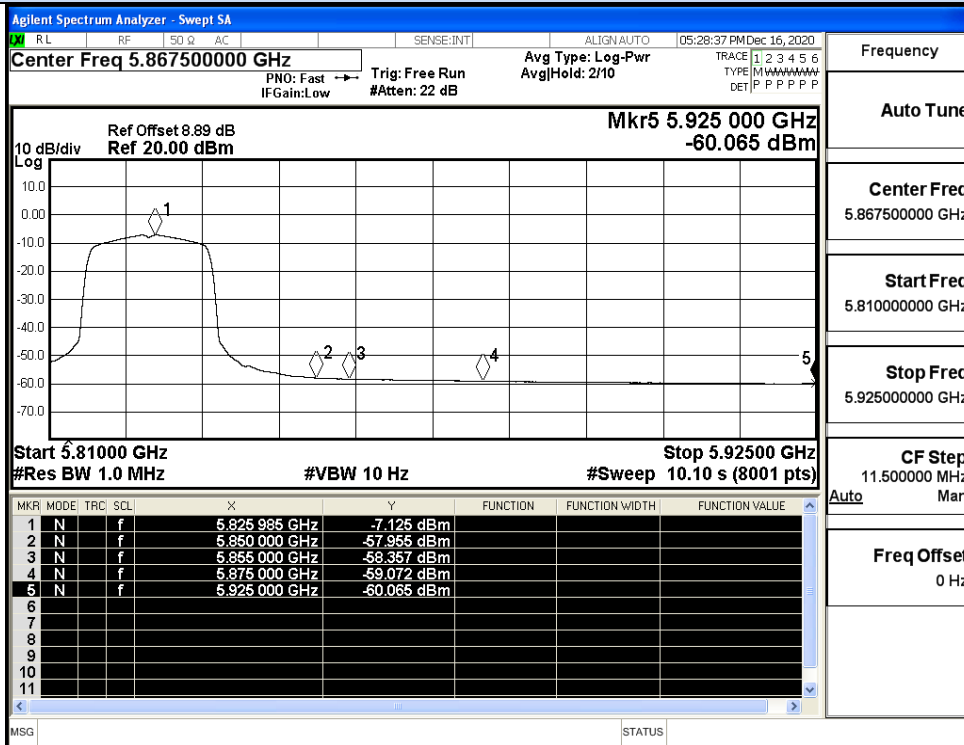 Agilent Spectrum Analyzer - Swept SA
LXI RL RF 50 Ω AC SENSE:INT ALIGN AUTO 05:28:37 PM Dec 16, 2020
Center Freq 5.867500000 GHz
PNO: Fast
IFGain:Low
Trig: Free Run
#Atten: 22 dB
Avg Type: Log-Pwr
Avg|Hold: 2/10
TRACE 1 2 3 4 5 6
TYPE M WWWWW
DET P P P P P P
Frequency
Auto Tune
Center Freq
5.867500000 GHz
Start Freq
5.810000000 GHz
Stop Freq
5.925000000 GHz
CF Step
11.500000 MHz
Auto Man
Freq Offset
0 Hz
Mkr5 5.925 000 GHz
-60.065 dBm
Ref Offset 8.89 dB
10 dB/div Ref 20.00 dBm
Log
10.0
0.00
-10.0
-20.0
-30.0
-40.0
-50.0
-60.0
-70.0
1
2
3
4
5
Start 5.81000 GHz Stop 5.92500 GHz
#Res BW 1.0 MHz #VBW 10 Hz #Sweep 10.10 s (8001 pts)
MKR MODE TRC SCL X Y FUNCTION FUNCTION WIDTH FUNCTION VALUE
1 N f 5.825 985 GHz -7.125 dBm
2 N f 5.850 000 GHz -57.955 dBm
3 N f 5.855 000 GHz -58.357 dBm
4 N f 5.875 000 GHz -59.072 dBm
5 N f 5.925 000 GHz -60.065 dBm
6
7
8
9
10
11
MSG STATUS